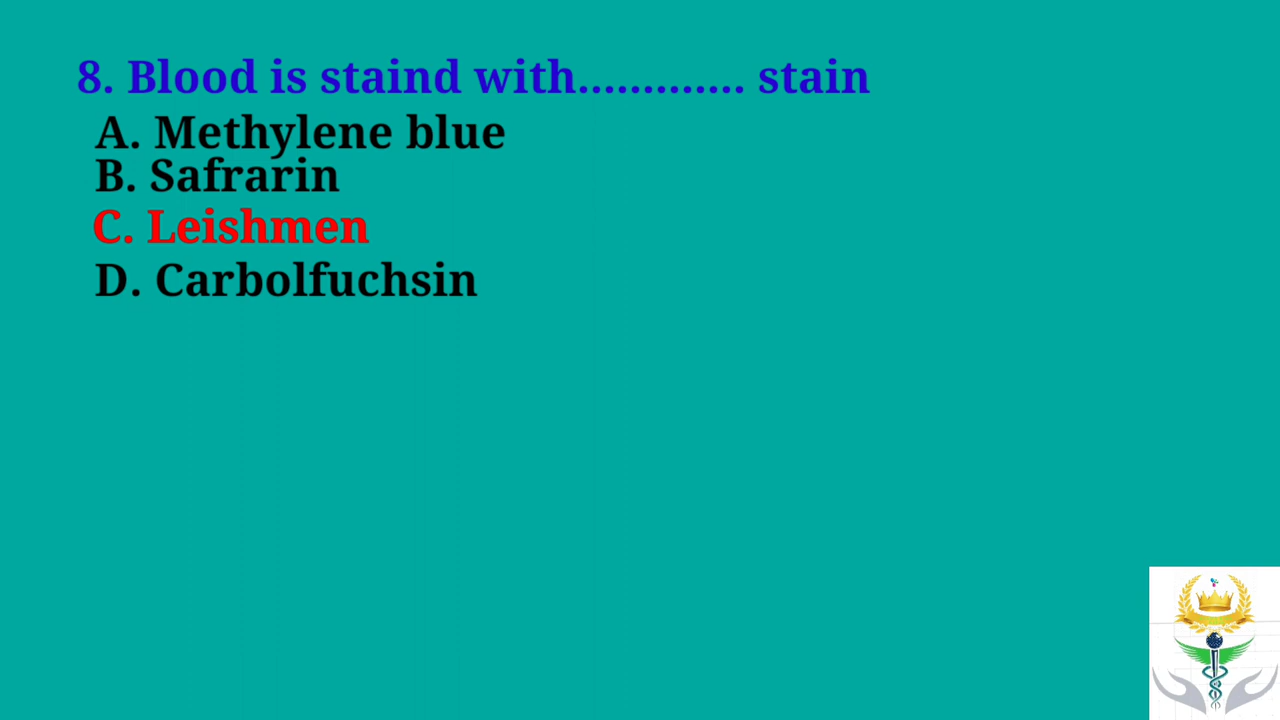 8. Blood is staind with............. stain
A. Methylene blue
B. Safrarin
C. Leishmen
D. Carbolfuchsin